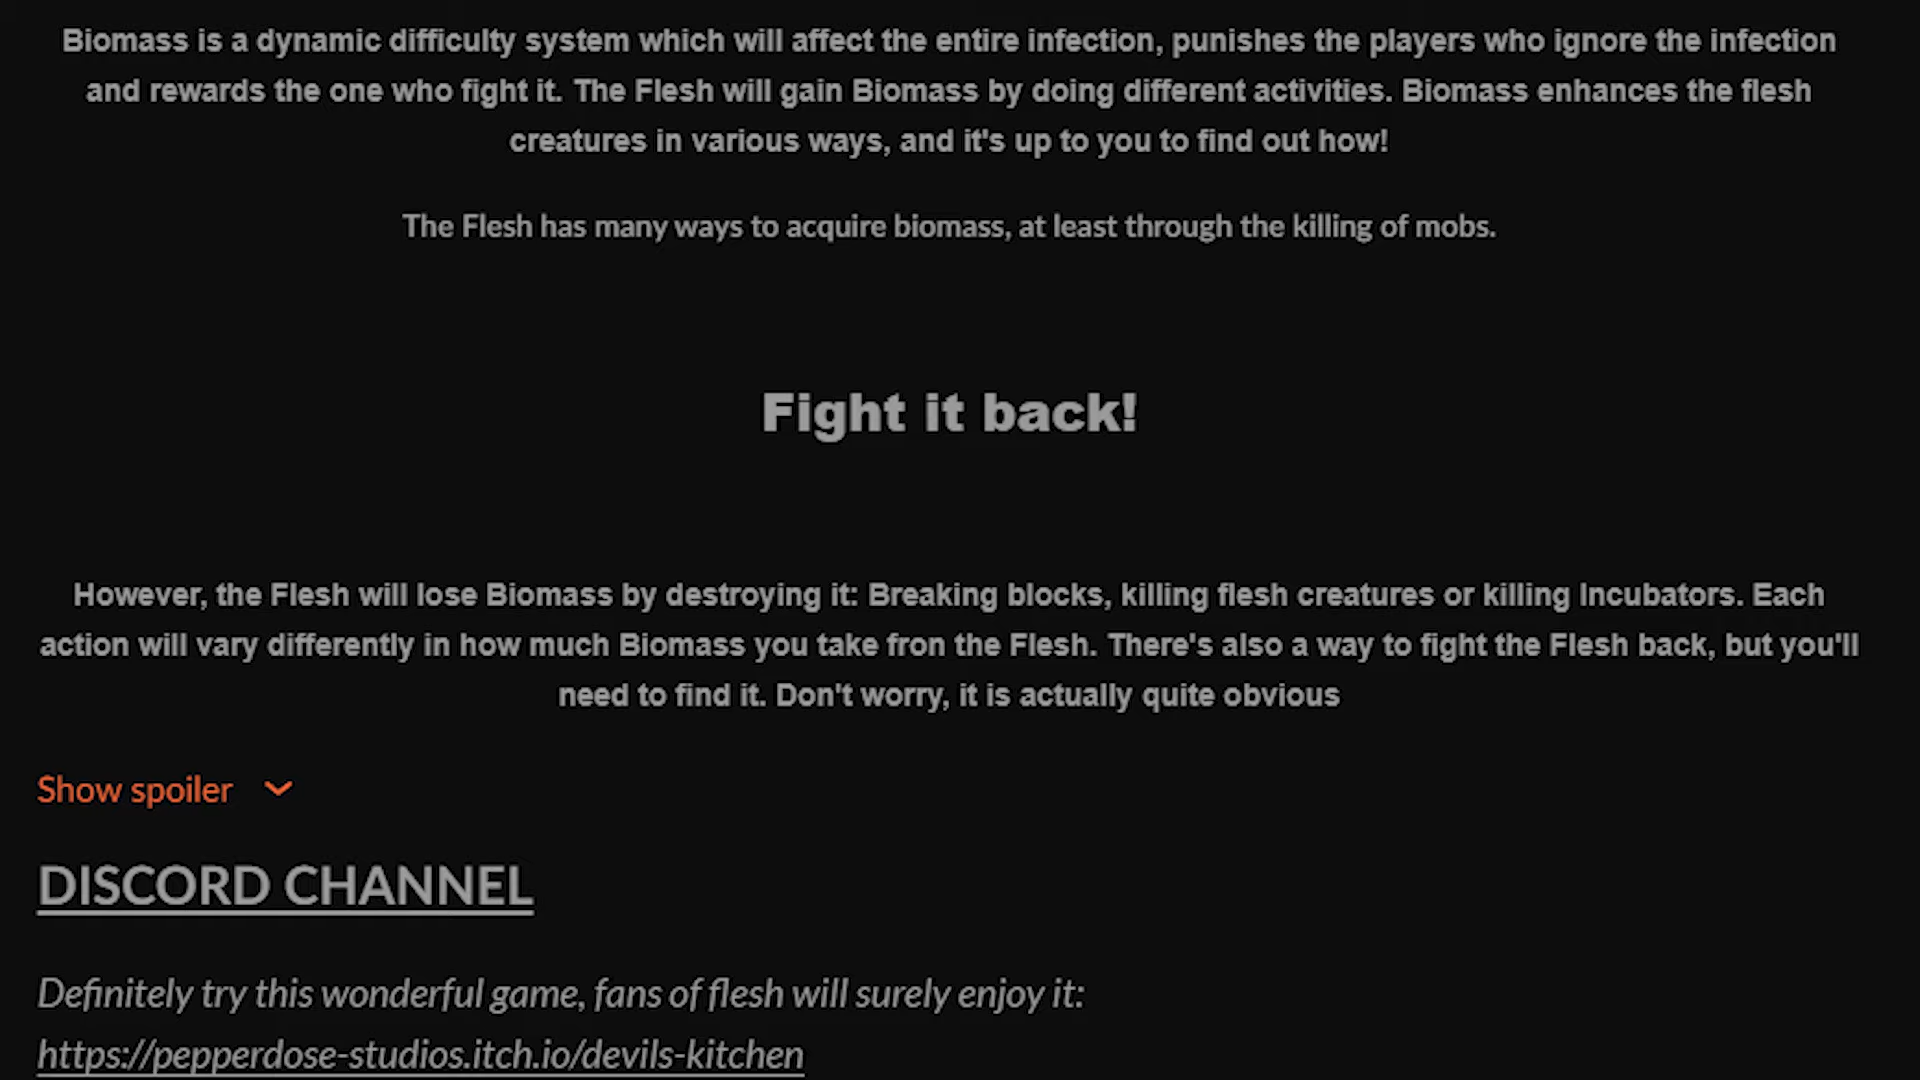 Biomass is a dynamic difficulty system which will affect the entire infection, punishes the players who ignore the infection
and rewards the one who fight it. The Flesh will gain Biomass by doing different activities. Biomass enhances the flesh
creatures in various ways, and it's up to you to find out how!
The Flesh has many ways to acquire biomass, at least through the killing of mobs.
Fight it back!
However, the Flesh will lose Biomass by destroying it: Breaking blocks, killing flesh creatures or killing Incubators. Each
action will vary differently in how much Biomass you take fron the Flesh. There's also a way to fight the Flesh back, but you'll
need to find it. Don't worry, it is actually quite obvious
Show spoiler
DISCORD CHANNEL
Definitely try this wonderful game, fans of flesh will surely enjoy it:
https://pepperdose-studios.itch.io/devils-kitchen